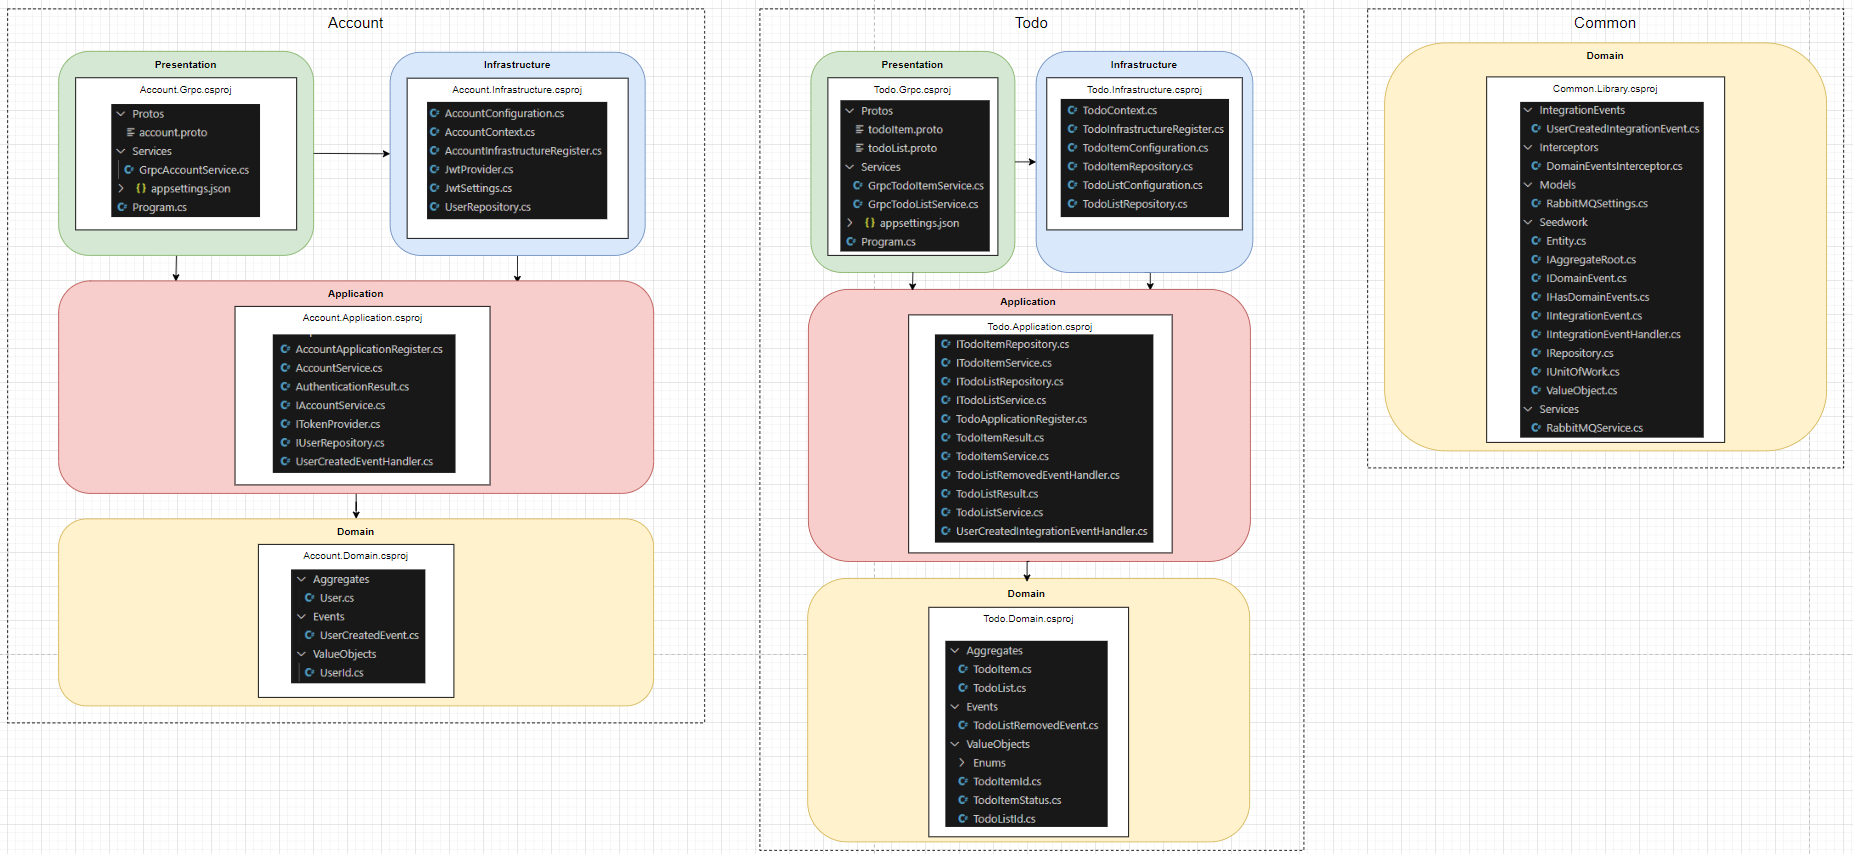 Account
Presentation
Account.Grpc.csproj
Protos
account.proto
Services
GrpcAccountService.cs
{} appsettings.json
C# Program.cs
Infrastructure
Account.Infrastructure.csproj
C# AccountConfiguration.cs
C# AccountContext.cs
C# AccountInfrastructureRegister.cs
C# JwtProvider.cs
C# JwtSettings.cs
C# UserRepository.cs
Application
Account.Application.csproj
C# AccountApplicationRegister.cs
C# AccountService.cs
C# AuthenticationResult.cs
C# IAccountService.cs
C# ITokenProvider.cs
C# IUserRepository.cs
C# UserCreatedEventHandler.cs
Domain
Account.Domain.csproj
Aggregates
C# User.cs
Events
C# UserCreatedEvent.cs
ValueObjects
C# UserId.cs
Todo
Presentation
Todo.Grpc.csproj
Protos
todoItem.proto
todoList.proto
Services
C# GrpcTodoItemService.cs
C# GrpcTodoListService.cs
{} appsettings.json
C# Program.cs
Infrastructure
Todo.Infrastructure.csproj
C# TodoContext.cs
C# TodoInfrastructureRegister.cs
C# TodoItemConfiguration.cs
C# TodoItemRepository.cs
C# TodoListConfiguration.cs
C# TodoListRepository.cs
Application
Todo.Application.csproj
C# ITodoItemRepository.cs
C# ITodoItemService.cs
C# ITodoListRepository.cs
C# ITodoListService.cs
C# TodoApplicationRegister.cs
C# TodoItemResult.cs
C# TodoItemService.cs
C# TodoListRemovedEventHandler.cs
C# TodoListResult.cs
C# TodoListService.cs
C# UserCreatedIntegrationEventHandler.cs
Domain
Todo.Domain.csproj
Aggregates
C# TodoItem.cs
C# TodoList.cs
Events
C# TodoListRemovedEvent.cs
ValueObjects
Enums
C# TodoItemId.cs
C# TodoItemStatus.cs
C# TodoListId.cs
Common
Domain
Common.Library.csproj
IntegrationEvents
C# UserCreatedIntegrationEvent.cs
Interceptors
C# DomainEventsInterceptor.cs
Models
C# RabbitMQSettings.cs
Seedwork
C# Entity.cs
C# IAggregateRoot.cs
C# IDomainEvent.cs
C# IHasDomainEvents.cs
C# IIntegrationEvent.cs
C# IIntegrationEventHandler.cs
C# IRepository.cs
C# IUnitOfWork.cs
C# ValueObject.cs
Services
C# RabbitMQService.cs